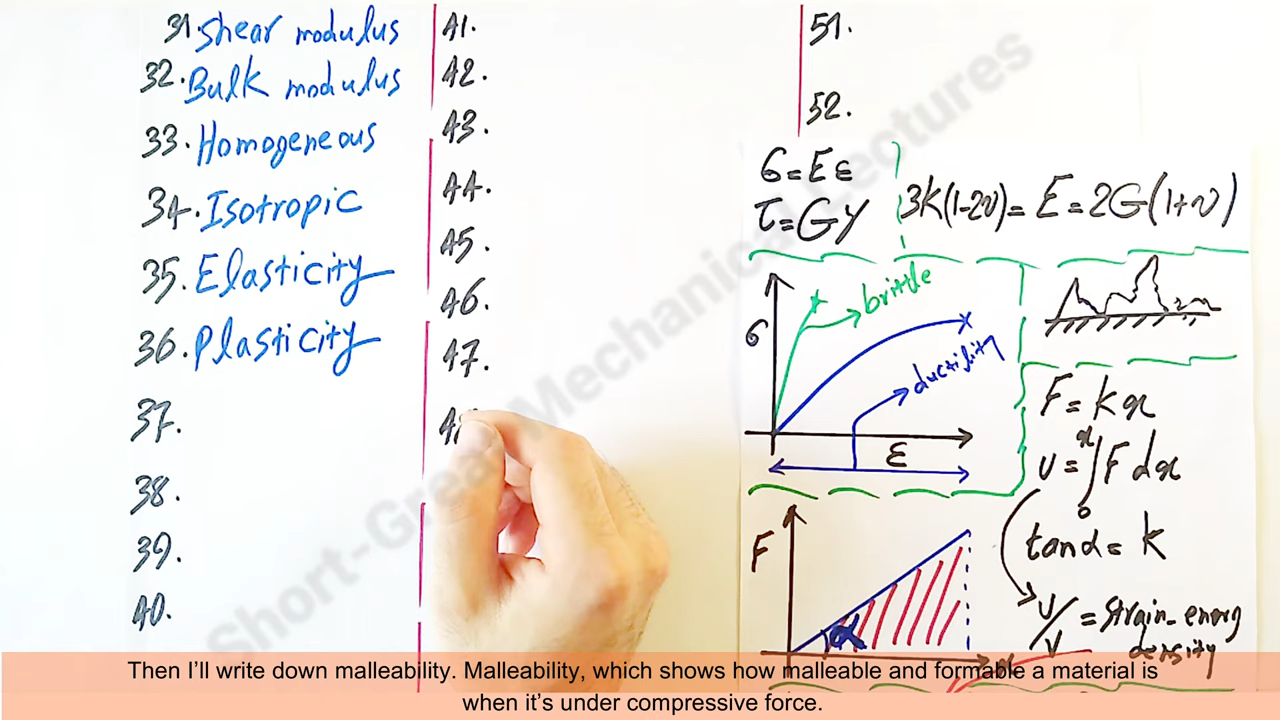 31. Shear modulus
32. Bulk modulus
33. Homogeneous
34. Isotropic
35. Elasticity
36. Plasticity
37.
38.
39.
40.
41.
42.
43.
44.
45.
46.
47.
51.
52.
σ = Eε
τ = Gγ
3K(1-2ν) = E = 2G(1+ν)
σ
brittle
ductility
ε
F = kx
U = ∫₀ˣ F dx
tanα = k
U/V = strain energy
density
F
α
Short-Great Mechanical Lectures
Then I'll write down malleability. Malleability, which shows how malleable and formable a material is
when it's under compressive force.